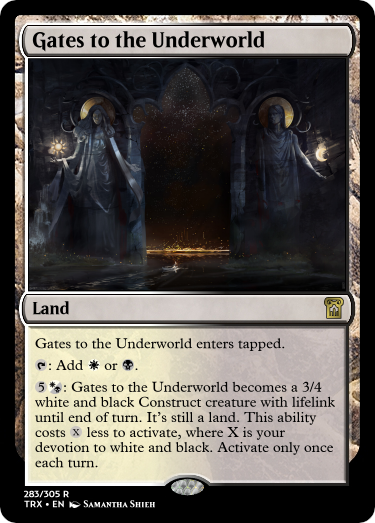 Gates to the Underworld
Land
Gates to the Underworld enters tapped.
: Add or .
5 : Gates to the Underworld becomes a 3/4
white and black Construct creature with lifelink
until end of turn. It's still a land. This ability
costs X less to activate, where X is your
devotion to white and black. Activate only once
each turn.
283/305 R
TRX • EN SAMANTHA SHIEH